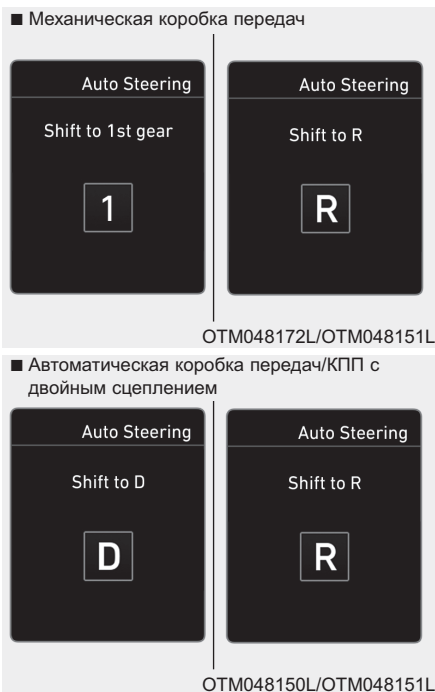 ■ Механическая коробка передач
Auto Steering
Shift to 1st gear
1
Auto Steering
Shift to R
R
OTM048172L/OTM048151L
■ Автоматическая коробка передач/КПП с
двойным сцеплением
Auto Steering
Shift to D
D
Auto Steering
Shift to R
R
OTM048150L/OTM048151L